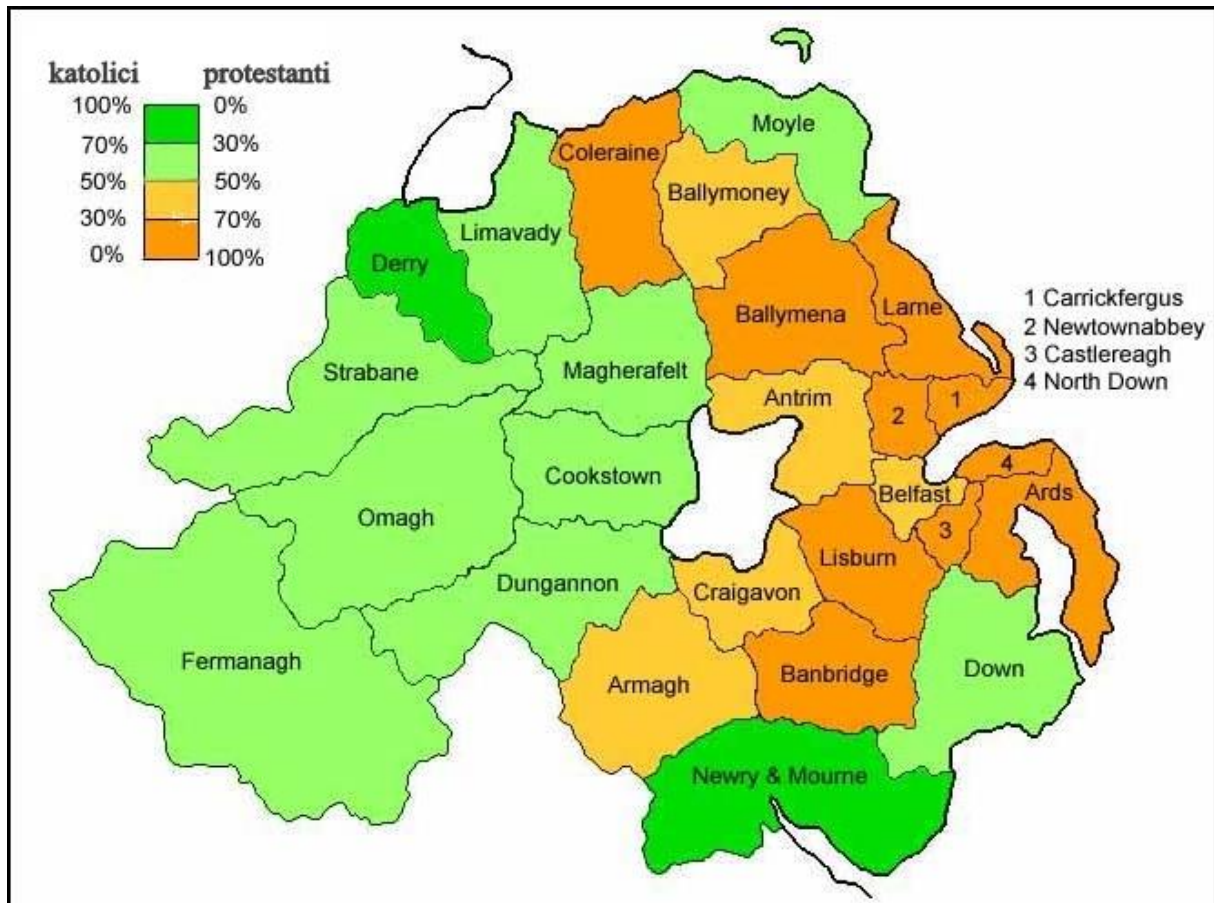 katolici protestanti
100% 0%
70% 30%
50% 50%
30% 70%
0% 100%
Moyle
Coleraine
Ballymoney
Limavady
Derry
Ballymena
Larne
1 Carrickfergus
2 Newtownabbey
3 Castlereagh
4 North Down
Strabane
Magherafelt
Antrim
2
1
Cookstown
4
Belfast
Ards
Omagh
3
Lisburn
Dungannon
Craigavon
Fermanagh
Armagh
Banbridge
Down
Newry & Mourne